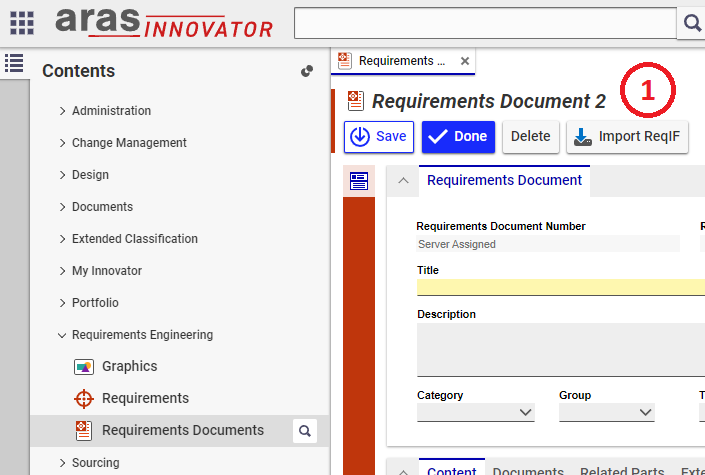 aras
INNOVATOR
Contents
Administration
Change Management
Design
Documents
Extended Classification
My Innovator
Portfolio
Requirements Engineering
Graphics
Requirements
Requirements Documents
Sourcing
Requirements ...
Requirements Document 2
1
Save Done Delete Import ReqIF
Requirements Document
Requirements Document Number R
Server Assigned
Title
Description
Category Group T
Content Documents Related Parts Exte